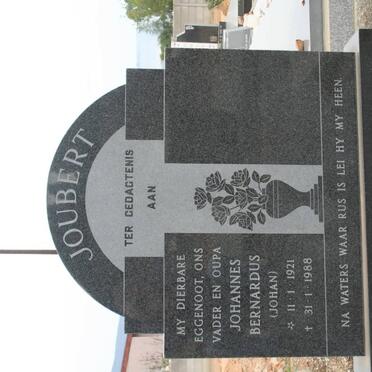 JOUBERT
TER GEDAGTENIS
AAN
MY DIERBARE
EGGENOOT, ONS
VADER EN OUPA
JOHANNES
BERNARDUS
(JOHAN)
* 11 · 1 · 1921
† 31 · 1 · 1988
NA WATERS WAAR RUS IS LEI HY MY HEEN.